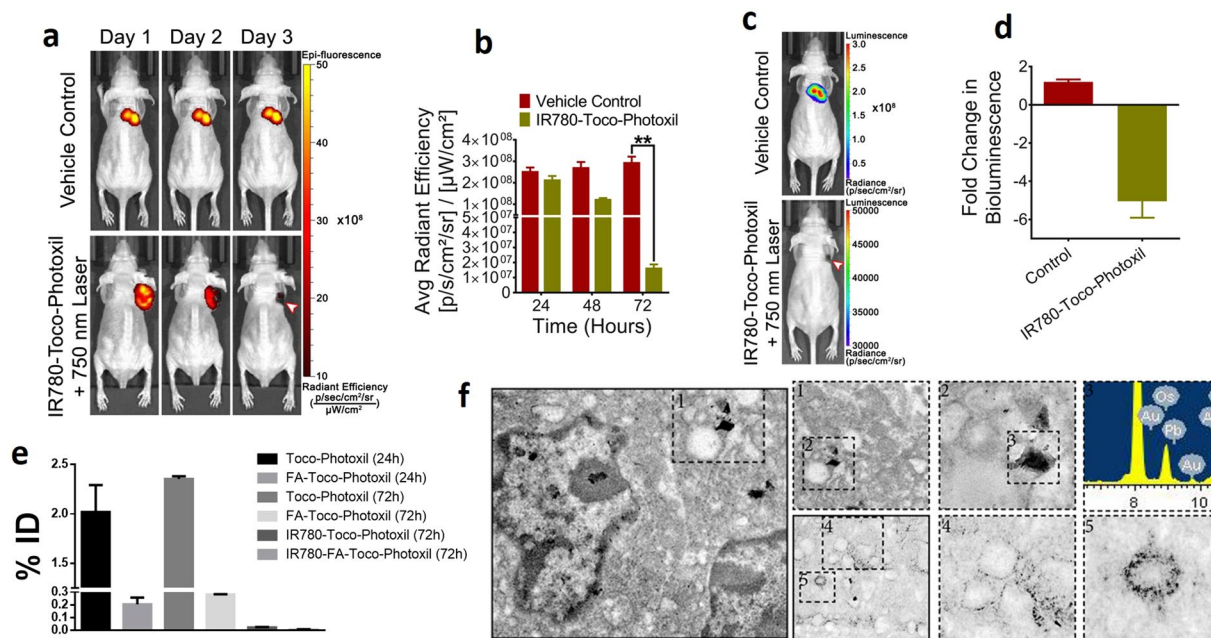 a
Day 1 Day 2 Day 3
Vehicle Control
IR780-Toco-Photoxil
+ 750 nm Laser
Epi-fluorescence
50
40
30
x10⁸
20
10
Radiant Efficiency
(p/sec/cm²/sr
μW/cm²)
b
Vehicle Control
IR780-Toco-Photoxil
**
Avg Radiant Efficiency
[p/s/cm²/sr] / [μW/cm²]
4×10⁰⁸
3×10⁰⁸
2×10⁰⁸
1×10⁰⁸
5×10⁰⁷
4×10⁰⁷
3×10⁰⁷
2×10⁰⁷
1×10⁰⁷
0
24 48 72
Time (Hours)
c
Vehicle Control
IR780-Toco-Photoxil
+ 750 nm Laser
Luminescence
3.0
2.5
2.0
x10⁸
1.5
1.0
0.5
Radiance
(p/sec/cm²/sr)
Luminescence
50000
45000
40000
35000
30000
Radiance
(p/sec/cm²/sr)
d
Fold Change in
Bioluminescence
2
0
-2
-4
-6
Control
IR780-Toco-Photoxil
e
% ID
2.5
2.0
1.5
1.0
0.5
0.3
0.2
0.1
0.0
Toco-Photoxil (24h)
FA-Toco-Photoxil (24h)
Toco-Photoxil (72h)
FA-Toco-Photoxil (72h)
IR780-Toco-Photoxil (72h)
IR780-FA-Toco-Photoxil (72h)
f
1
1
2
2
3
3
Au
Os
Pb
Au
8 10
4
5
4
5